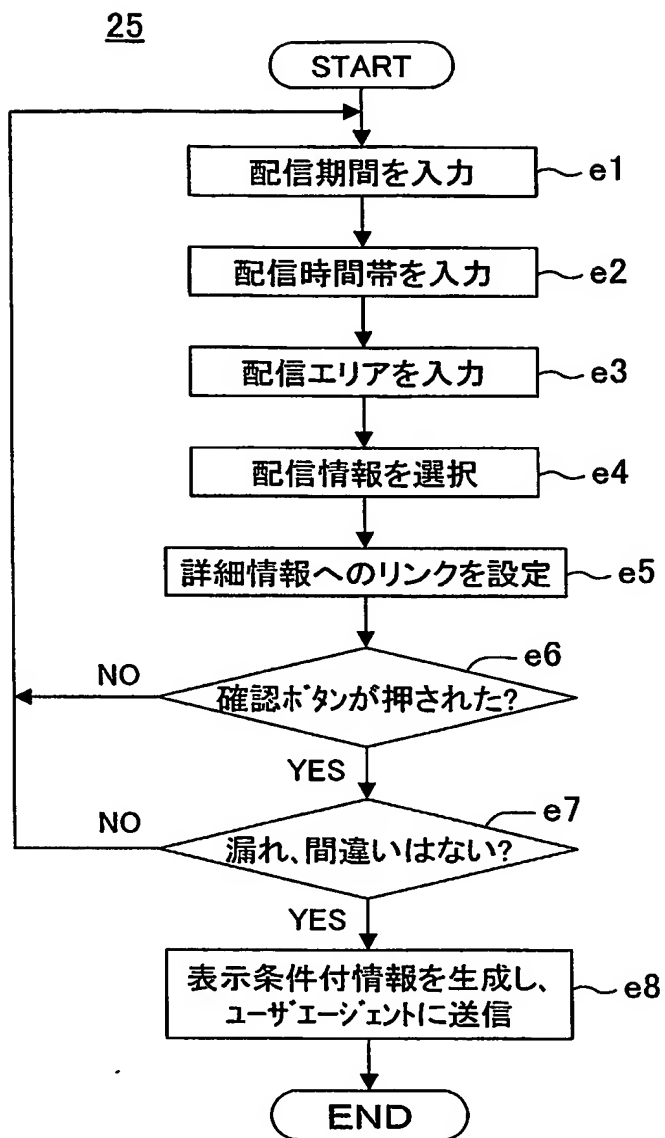 25
START
配信期間を入力
e1
配信時間帯を入力
e2
配信エリアを入力
e3
配信情報を選択
e4
詳細情報へのリンクを設定
e5
e6
NO
確認ボタンが押された?
YES
e7
NO
漏れ、間違いはない?
YES
表示条件付情報を生成し、
ユーザエージェントに送信
e8
END